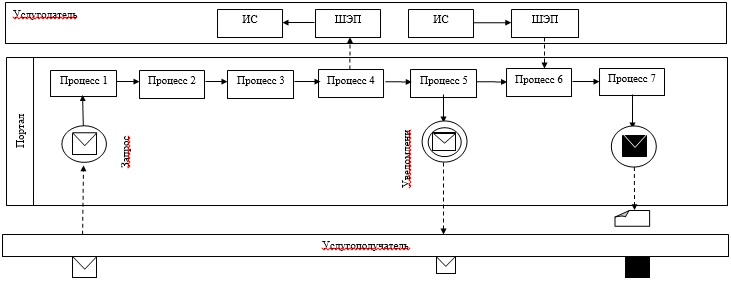 Услугодатель
ИС
ШЭП
ИС
ШЭП
Портал
Процесс 1
Процесс 2
Процесс 3
Процесс 4
Процесс 5
Процесс 6
Процесс 7
Запрос
Уведомлени
Услугополучатель